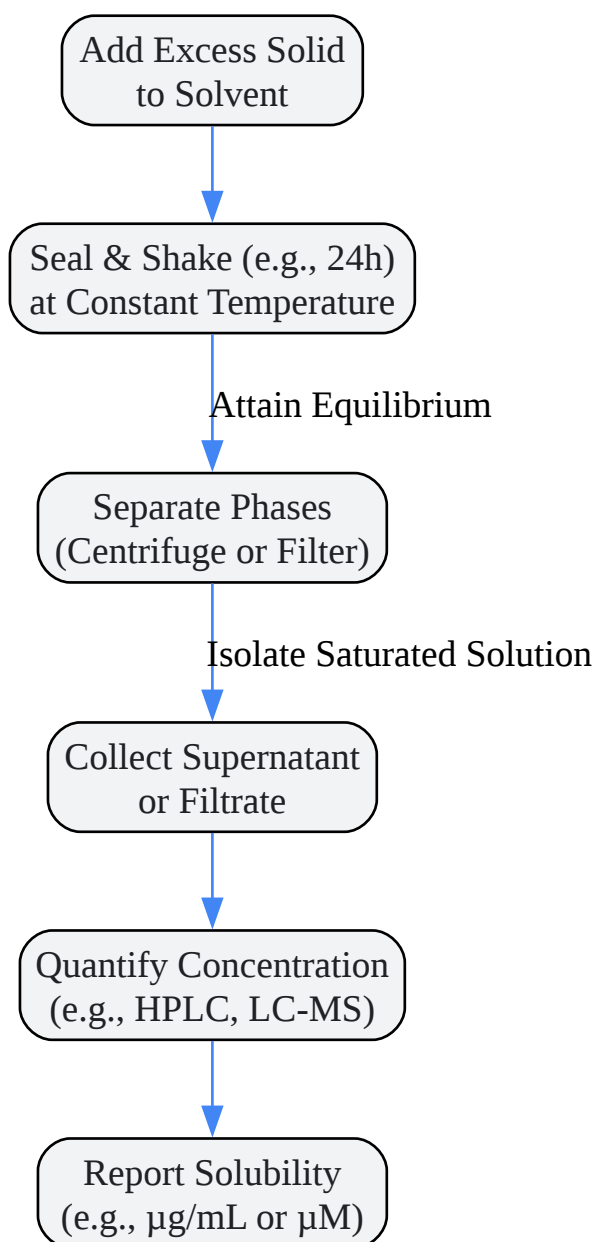 Add Excess Solid
to Solvent
Seal & Shake (e.g., 24h)
at Constant Temperature
Attain Equilibrium
Separate Phases
(Centrifuge or Filter)
Isolate Saturated Solution
Collect Supernatant
or Filtrate
Quantify Concentration
(e.g., HPLC, LC-MS)
Report Solubility
(e.g., µg/mL or µM)